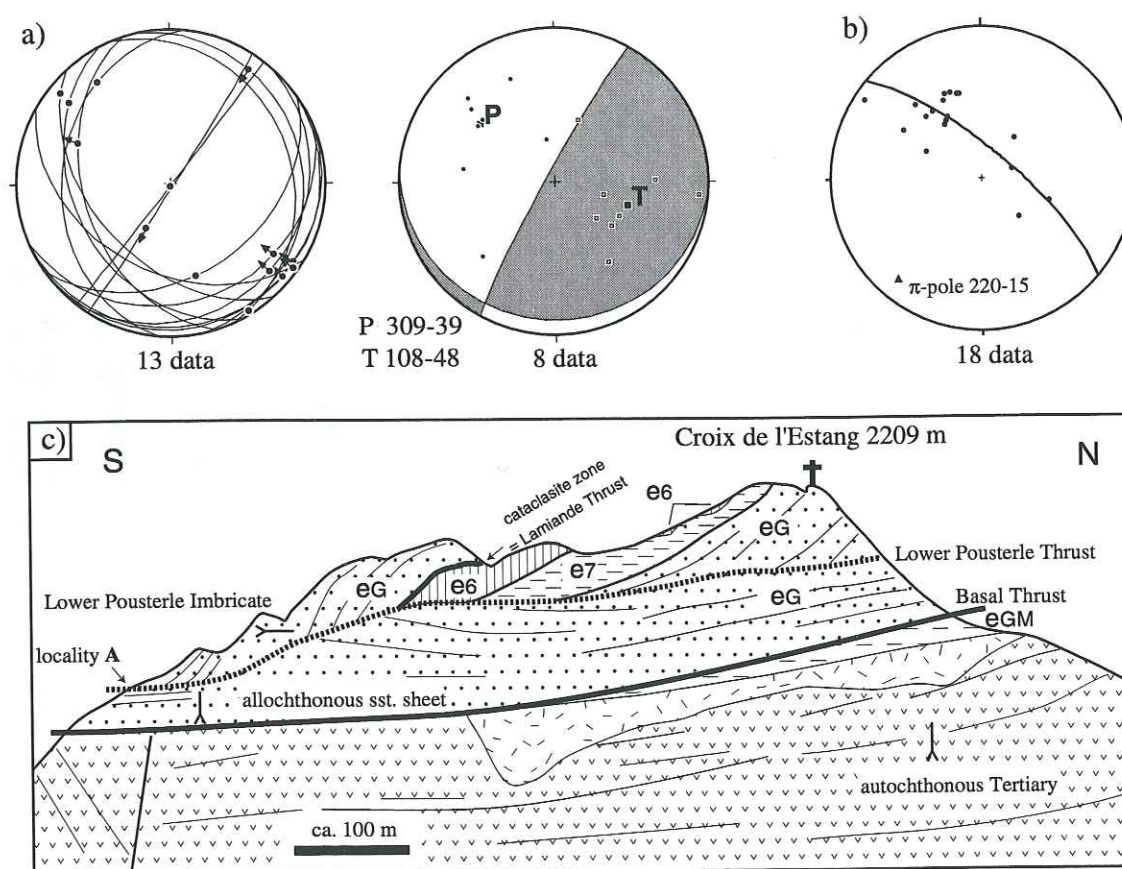 a)
b)
P
T
π-pole 220-15
P 309-39
T 108-48
13 data
8 data
18 data
c)
S
N
Croix de l'Estang 2209 m
cataclasite zone
= Larniande Thrust
e6
eG
Lower Pousterle Thrust
e6
e7
eG
eG
Basal Thrust
Lower Pousterle Imbricate
eGM
locality A
allochthonous sst. sheet
autochthonous Tertiary
ca. 100 m